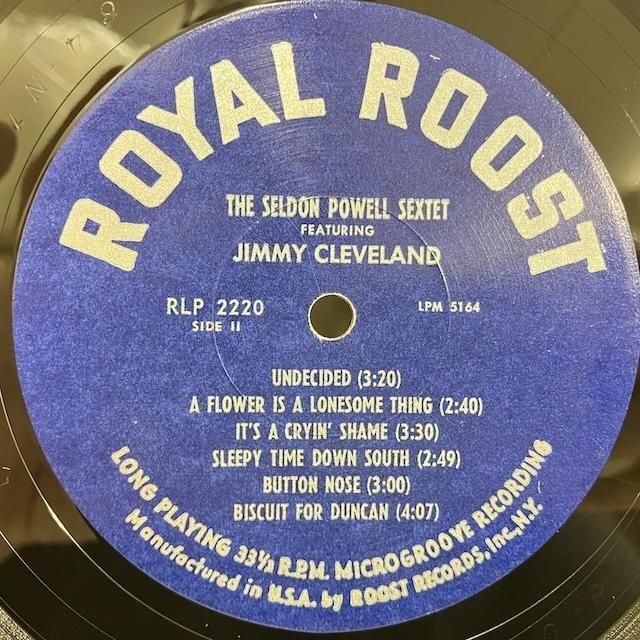 ROYAL ROOST
THE SELDON POWELL SEXTET
FEATURING
JIMMY CLEVELAND
RLP 2220
SIDE II
LPM 5164
UNDECIDED (3:20)
A FLOWER IS A LONESOME THING (2:40)
IT'S A CRYIN' SHAME (3:30)
SLEEPY TIME DOWN SOUTH (2:49)
BUTTON NOSE (3:00)
BISCUIT FOR DUNCAN (4:07)
LONG PLAYING 33⅓ R.P.M. MICROGROOVE RECORDING
Manufactured in U.S.A. by ROOST RECORDS, Inc., N.Y.